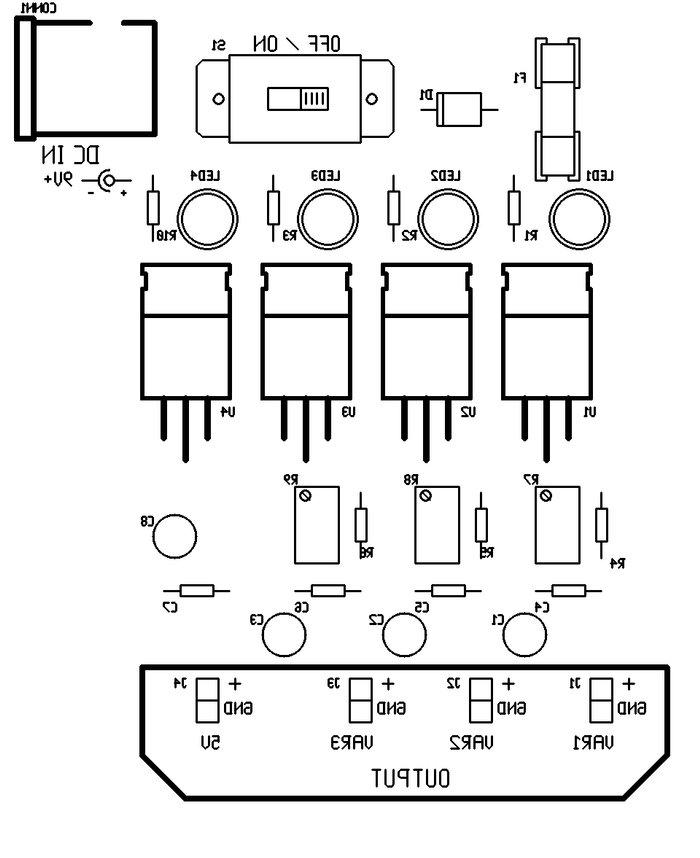 CONN1
S1
OFF / ON
D1
F1
DC IN
9V+
- +
LED4
LED3
LED2
LED1
R10
R3
R2
R1
U4
U3
U2
U1
R9
R8
R7
C8
R6
R5
R4
C7
C6
C5
C4
C3
C2
C1
J4 +
J3 +
J2 +
J1 +
GND
GND
GND
GND
5V
VAR3
VAR2
VAR1
OUTPUT